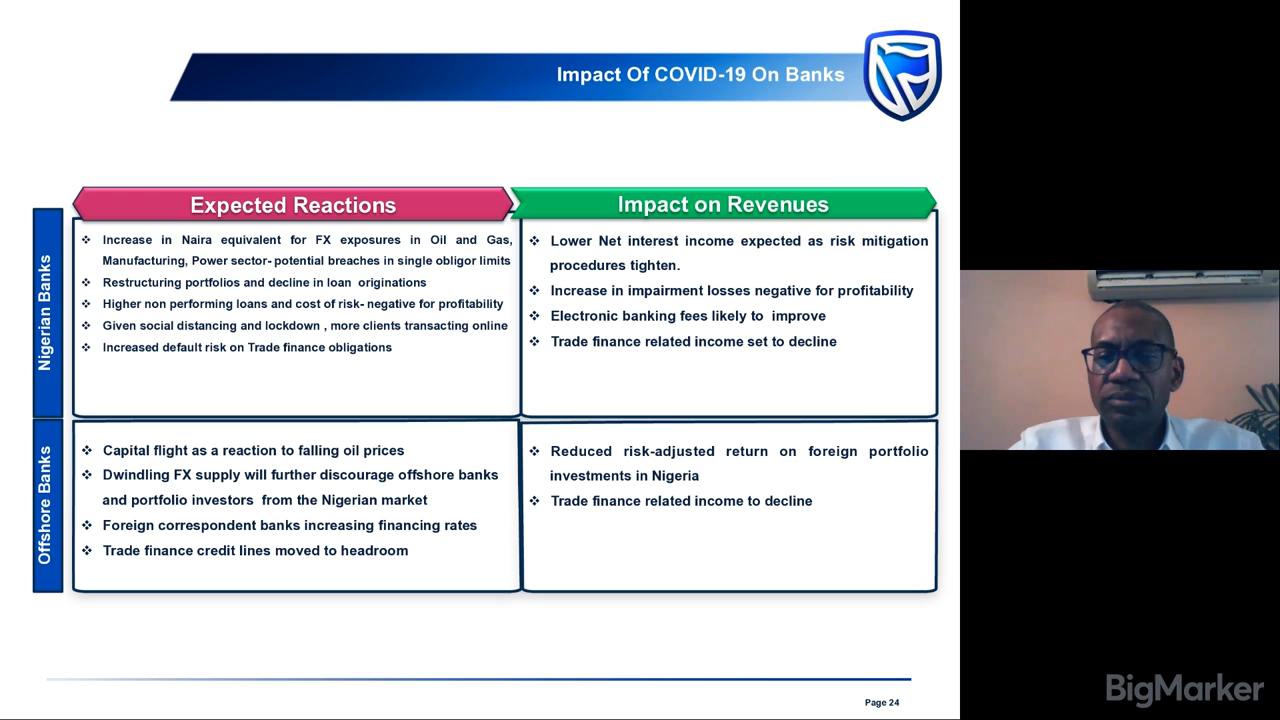 Impact Of COVID-19 On Banks
Expected Reactions
Impact on Revenues
Nigerian Banks
❖ Increase in Naira equivalent for FX exposures in Oil and Gas,
Manufacturing, Power sector- potential breaches in single obligor limits
❖ Restructuring portfolios and decline in loan originations
❖ Higher non performing loans and cost of risk- negative for profitability
❖ Given social distancing and lockdown , more clients transacting online
❖ Increased default risk on Trade finance obligations
❖ Lower Net interest income expected as risk mitigation
procedures tighten.
❖ Increase in impairment losses negative for profitability
❖ Electronic banking fees likely to improve
❖ Trade finance related income set to decline
Offshore Banks
❖ Capital flight as a reaction to falling oil prices
❖ Dwindling FX supply will further discourage offshore banks
and portfolio investors from the Nigerian market
❖ Foreign correspondent banks increasing financing rates
❖ Trade finance credit lines moved to headroom
❖ Reduced risk-adjusted return on foreign portfolio
investments in Nigeria
❖ Trade finance related income to decline
Page 24
BigMarker